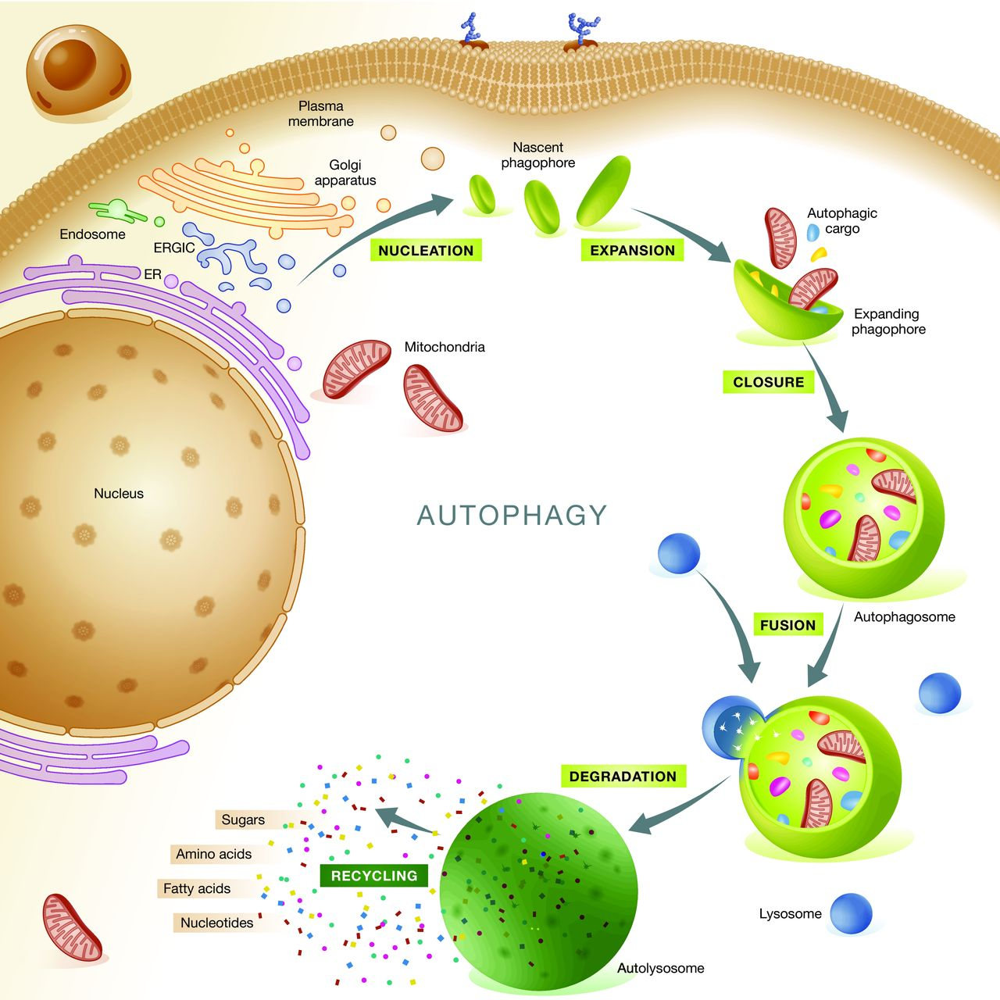 Plasma
membrane
Nascent
phagophore
Golgi
apparatus
Endosome
ERGIC
ER
NUCLEATION
EXPANSION
Autophagic
cargo
Expanding
phagophore
Mitochondria
CLOSURE
Nucleus
AUTOPHAGY
FUSION
Autophagosome
DEGRADATION
Sugars
Amino acids
RECYCLING
Fatty acids
Nucleotides
Lysosome
Autolysosome